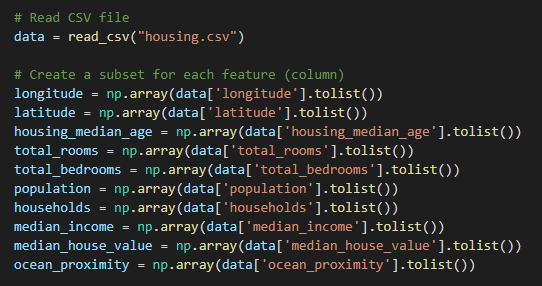 # Read CSV file
data = read_csv("housing.csv")
# Create a subset for each feature (column)
longitude = np.array(data['longitude'].tolist())
latitude = np.array(data['latitude'].tolist())
housing_median_age = np.array(data['housing_median_age'].tolist())
total_rooms = np.array(data['total_rooms'].tolist())
total_bedrooms = np.array(data['total_bedrooms'].tolist())
population = np.array(data['population'].tolist())
households = np.array(data['households'].tolist())
median_income = np.array(data['median_income'].tolist())
median_house_value = np.array(data['median_house_value'].tolist())
ocean_proximity = np.array(data['ocean_proximity'].tolist())